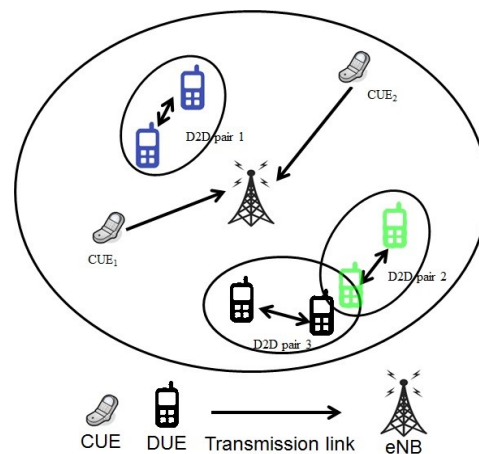 CUE2
D2D pair 1
CUE1
D2D pair 2
D2D pair 3
CUE DUE Transmission link eNB